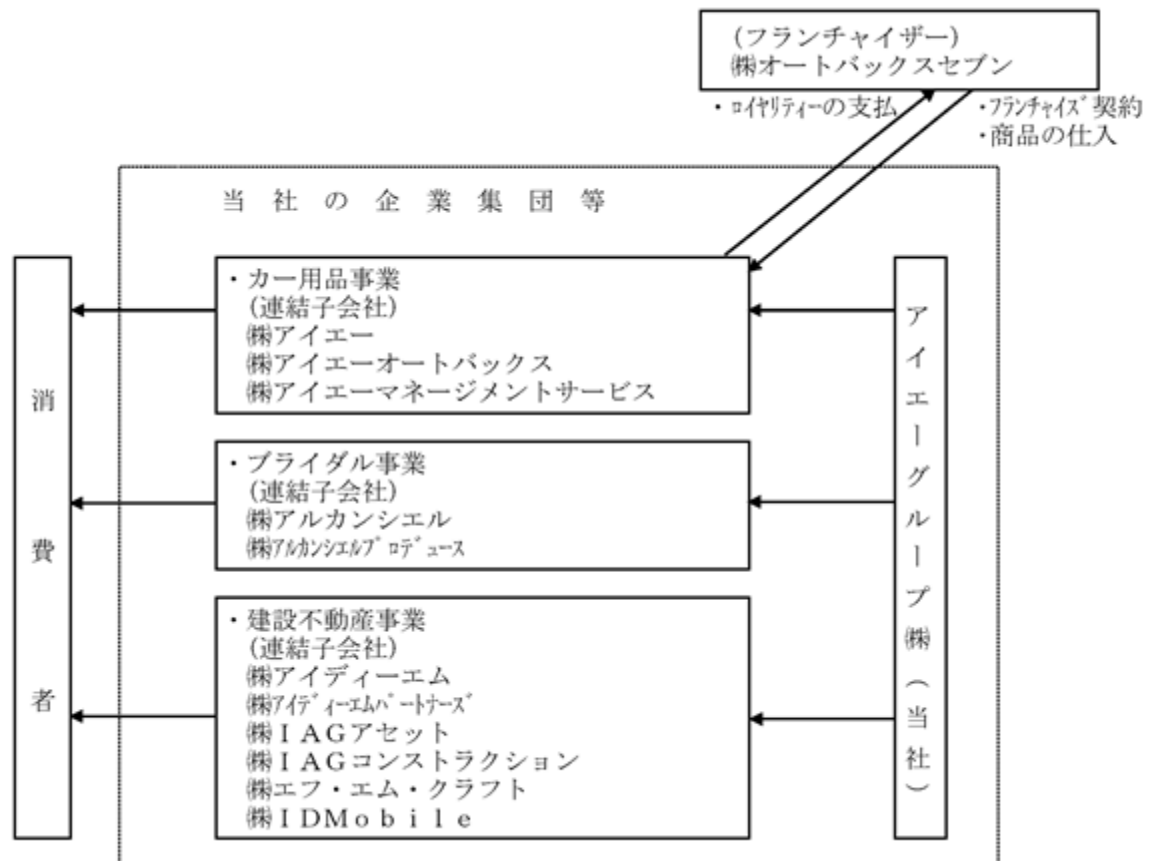 (フランチャイザー)
㈱オートバックスセブン
・ﾛｲﾔﾘﾃｨｰの支払
・ﾌﾗﾝﾁｬｲｽﾞ契約
・商品の仕入
当社の企業集団等
・カー用品事業
(連結子会社)
㈱アイエー
㈱アイエーオートバックス
㈱アイエーマネージメントサービス
・ブライダル事業
(連結子会社)
㈱アルカンシエル
㈱ｱﾙｶﾝｼｴﾙﾌﾟﾛﾃﾞｭｰｽ
・建設不動産事業
(連結子会社)
㈱アイディーエム
㈱ｱｲﾃﾞｨｰｴﾑﾊﾟｰﾄﾅｰｽﾞ
㈱ＩＡＧアセット
㈱ＩＡＧコンストラクション
㈱エフ・エム・クラフト
㈱ＩＤＭｏｂｉｌｅ
消費者
アイエーグループ㈱(当社)